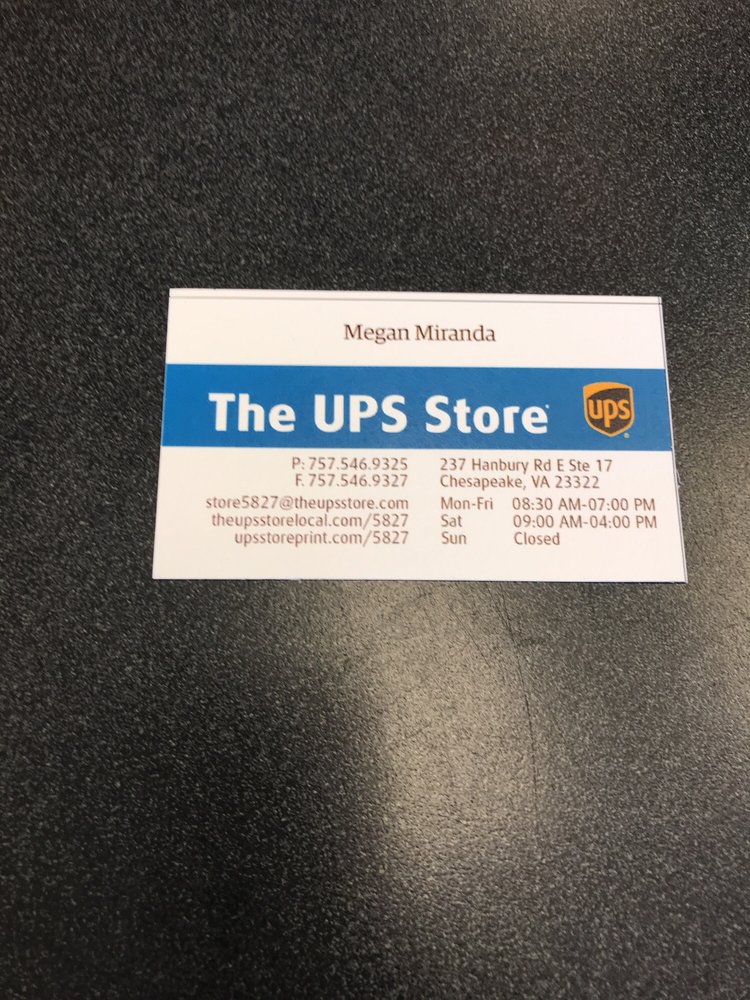 Megan Miranda
The UPS Store
ups
P: 757.546.9325
F. 757.546.9327
store5827@theupsstore.com
theupsstorelocal.com/5827
upsstoreprint.com/5827
237 Hanbury Rd E Ste 17
Chesapeake, VA 23322
Mon-Fri 08:30 AM-07:00 PM
Sat 09:00 AM-04:00 PM
Sun Closed